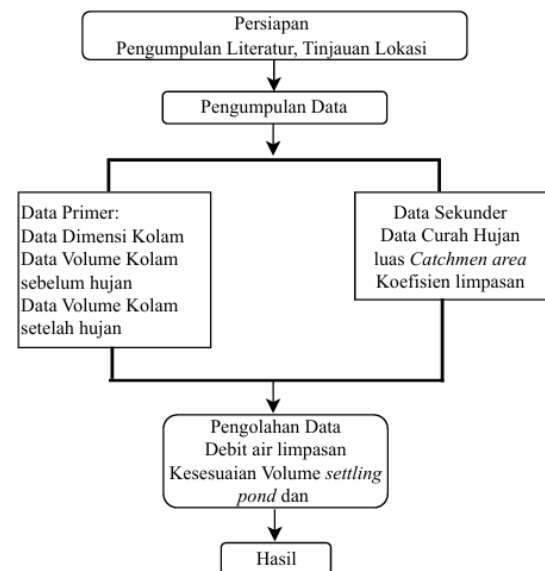 Persiapan
Pengumpulan Literatur, Tinjauan Lokasi
Pengumpulan Data
Data Primer:
Data Dimensi Kolam
Data Volume Kolam
sebelum hujan
Data Volume Kolam
setelah hujan
Data Sekunder
Data Curah Hujan
luas Catchmen area
Koefisien limpasan
Pengolahan Data
Debit air limpasan
Kesesuaian Volume settling
pond dan
Hasil